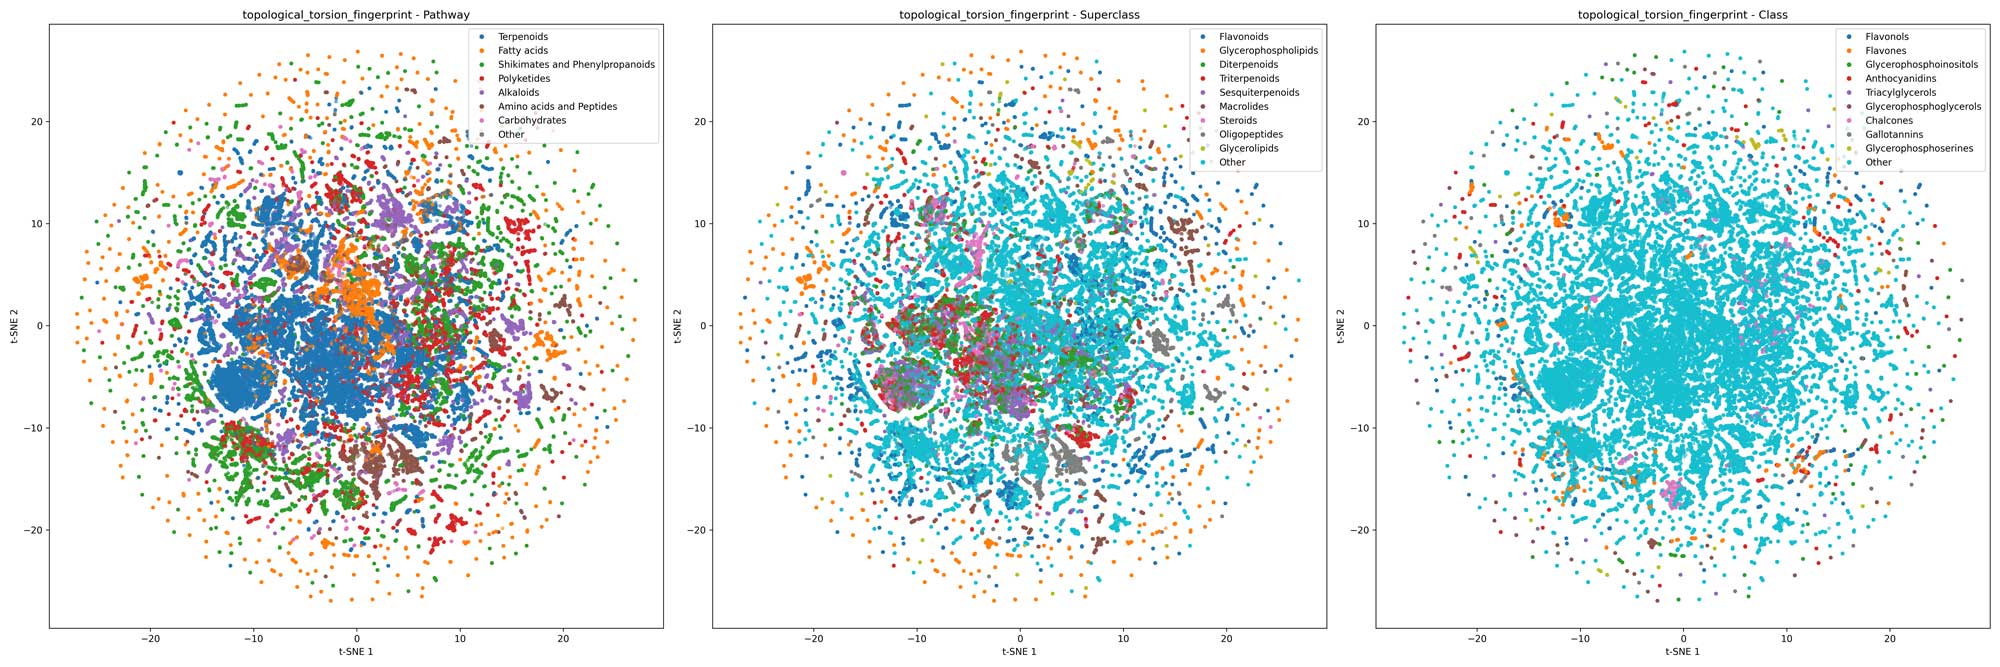 topological_torsion_fingerprint - Pathway
Terpenoids
Fatty acids
Shikimates and Phenylpropanoids
Polyketides
Alkaloids
Amino acids and Peptides
Carbohydrates
Other
20
10
0
−10
−20
t-SNE 2
−20
−10
0
10
20
t-SNE 1
topological_torsion_fingerprint - Superclass
Flavonoids
Glycerophospholipids
Diterpenoids
Triterpenoids
Sesquiterpenoids
Macrolides
Steroids
Oligopeptides
Glycerolipids
Other
20
10
0
−10
−20
t-SNE 2
−20
−10
0
10
20
t-SNE 1
topological_torsion_fingerprint - Class
Flavonols
Flavones
Glycerophosphoinositols
Anthocyanidins
Triacylglycerols
Glycerophosphoglycerols
Chalcones
Gallotannins
Glycerophosphoserines
Other
20
10
0
−10
−20
t-SNE 2
−20
−10
0
10
20
t-SNE 1